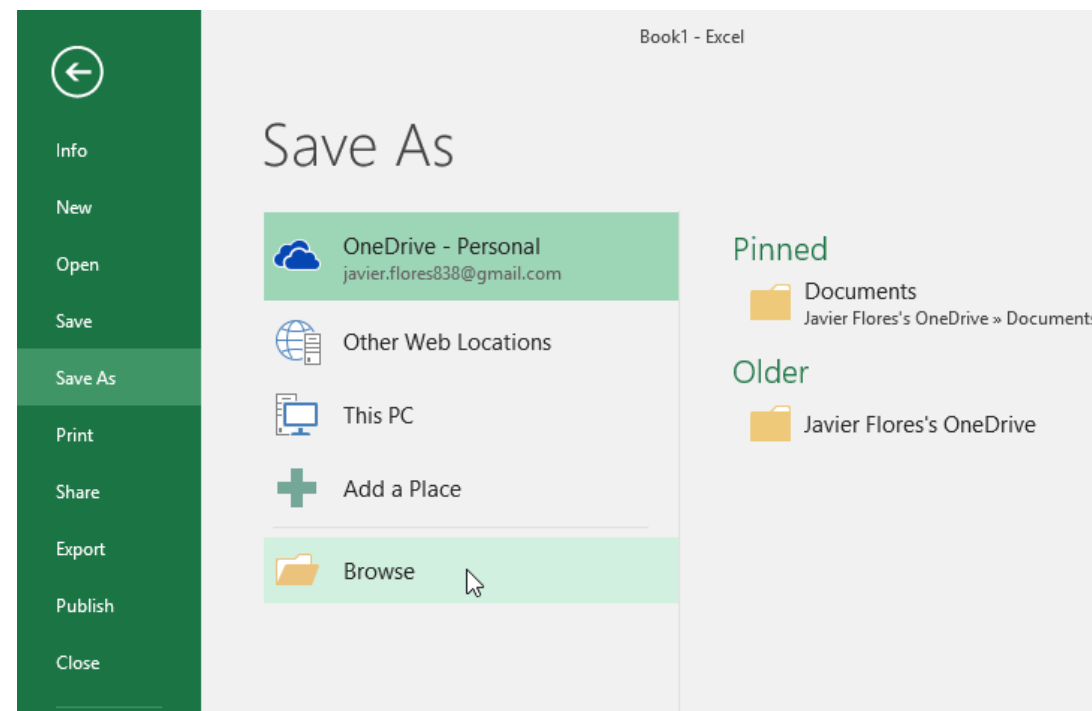 Book1 - Excel
Info
New
Open
Save
Save As
Print
Share
Export
Publish
Close
Save As
OneDrive - Personal
javier.flores838@gmail.com
Other Web Locations
This PC
Add a Place
Browse
Pinned
Documents
Javier Flores's OneDrive » Documents
Older
Javier Flores's OneDrive